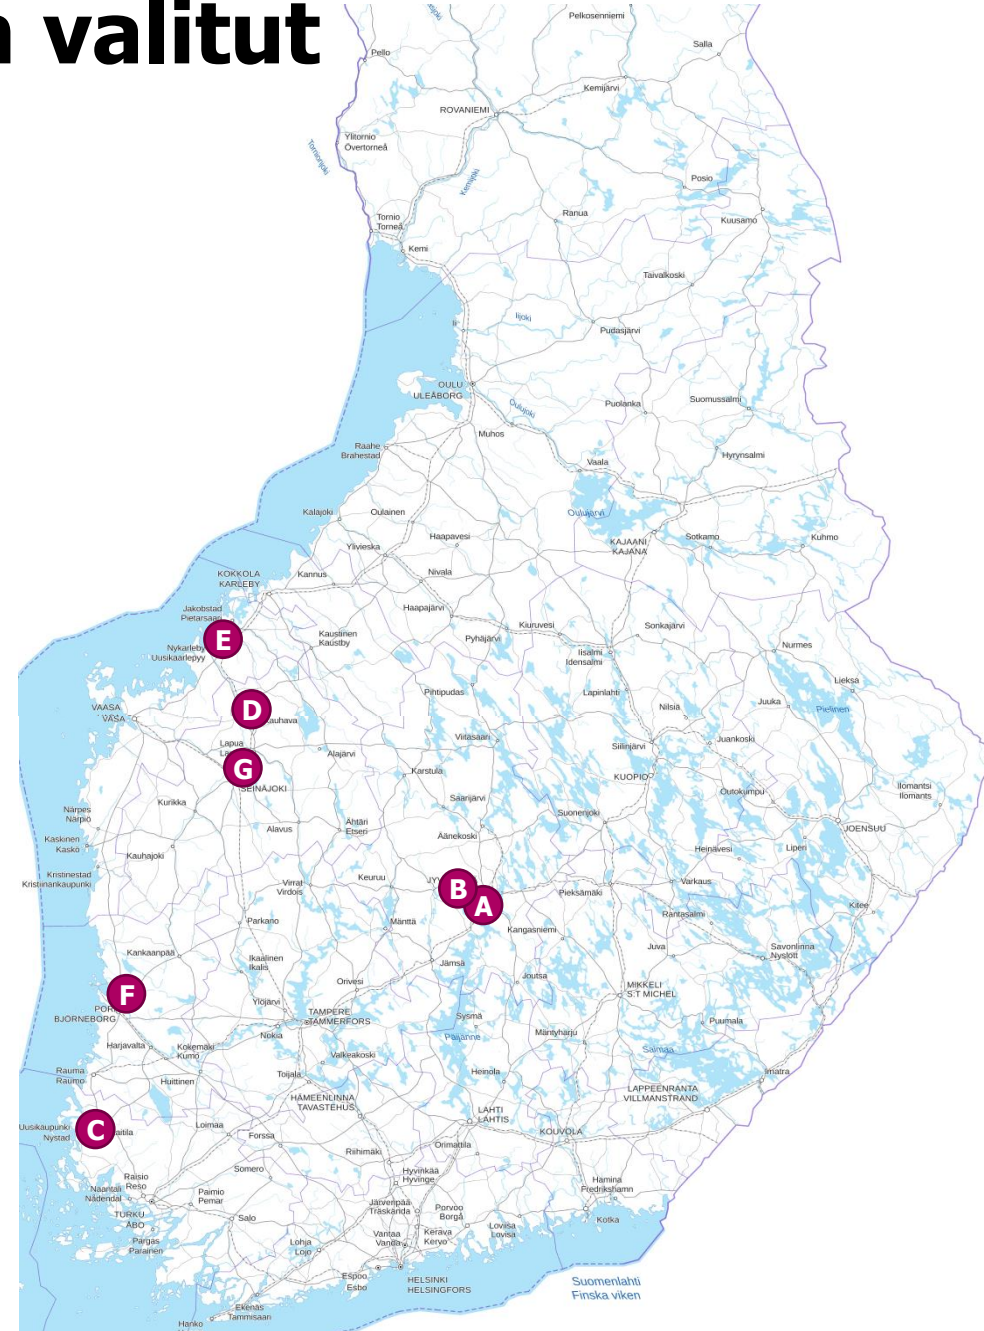 n valitut
Pelkosenniemi
Salla
Pello
Kemijärvi
ROVANIEMI
Ylitornio
Övertorneå
Tornionjoki
Kemijoki
Posio
Ranua
Kuusamo
Tornio
Torneå
Kemi
Taivalkoski
Ii
Iijoki
Pudasjärvi
OULU
ULEÅBORG
Oulujoki
Puolanka
Suomussalmi
Muhos
Raahe
Brahestad
Hyrynsalmi
Vaala
Kalajoki
Oulainen
Oulujärvi
Haapavesi
KAJAANI
KAJANA
Sotkamo
Kuhmo
Ylivieska
KOKKOLA
KARLEBY
Kannus
Nivala
Jakobstad
Pietarsaari
Haapajärvi
E
Kaustinen
Kaustby
Pyhäjärvi
Kiuruvesi
Sonkajärvi
Nykarleby
Uusikaarlepyy
Iisalmi
Idensalmi
Nurmes
Pihtipudas
Lapinlahti
Lieksa
VAASA
VASA
D
auhava
Nilsiä
Juuka
Pielinen
Lapua
Viitasaari
Siilinjärvi
Juankoski
G
Alajärvi
Karstula
KUOPIO
SEINÄJOKI
Outokumpu
Ilomantsi
Ilomants
Kurikka
Saarijärvi
Närpes
Närpiö
Suonenjoki
Alavus
Ähtäri
Etseri
Äänekoski
JOENSUU
Kaskinen
Kaskö
Kauhajoki
Heinävesi
Liperi
Kristinestad
Kristiinankaupunki
Virrat
Virdois
Keuruu
JY
B
A
Pieksämäki
Varkaus
Kitee
Parkano
Mänttä
Kangasniemi
Rantasalmi
Kankaanpää
Ikaalinen
Ikalis
Juva
Savonlinna
Nyslott
Jämsä
Joutsa
F
Orivesi
MIKKELI
S:T MICHEL
Ylöjärvi
PORI
BJÖRNEBORG
TAMPERE
TAMMERFORS
Sysmä
Puumala
Nokia
Päijänne
Mäntyharju
Harjavalta
Kokemäki
Kumo
Valkeakoski
Saimaa
Rauma
Raumo
Huittinen
Toijala
Heinola
Imatra
HÄMEENLINNA
TAVASTEHUS
LAPPEENRANTA
VILLMANSTRAND
LAHTI
LAHTIS
Uusikaupunki
Nystad
C
aitila
Loimaa
Forssa
KOUVOLA
Riihimäki
Orimattila
Somero
Hyvinkää
Hyvinge
Raisio
Reso
Naantali
Nådendal
Paimio
Pemar
Hamina
Fredrikshamn
Järvenpää
Träskända
Porvoo
Borgå
TURKU
ÅBO
Salo
Loviisa
Lovisa
Kotka
Pargas
Parainen
Lohja
Lojo
Vantaa
Vanda
Kerava
Kervo
Espoo
Esbo
HELSINKI
HELSINGFORS
Suomenlahti
Finska viken
Ekenäs
Tammisaari
Hanko